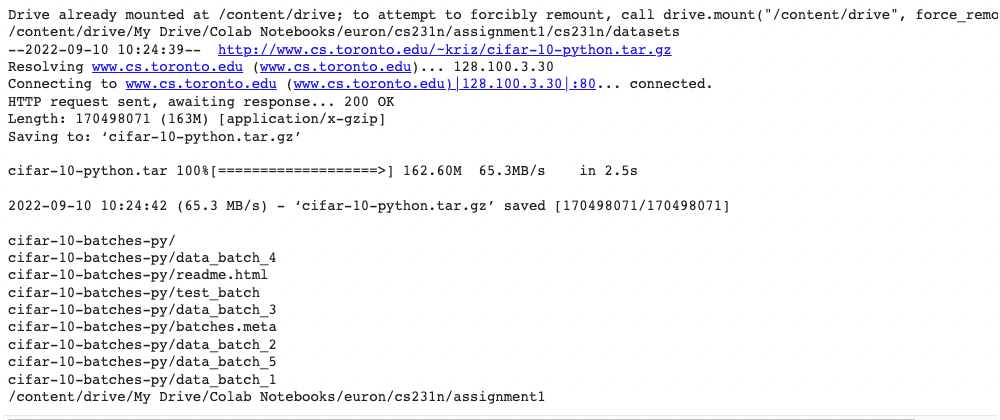 Drive already mounted at /content/drive; to attempt to forcibly remount, call drive.mount("/content/drive", force_remo
/content/drive/My Drive/Colab Notebooks/euron/cs231n/assignment1/cs231n/datasets
--2022-09-10 10:24:39--  http://www.cs.toronto.edu/~kriz/cifar-10-python.tar.gz
Resolving www.cs.toronto.edu (www.cs.toronto.edu)... 128.100.3.30
Connecting to www.cs.toronto.edu (www.cs.toronto.edu)|128.100.3.30|:80... connected.
HTTP request sent, awaiting response... 200 OK
Length: 170498071 (163M) [application/x-gzip]
Saving to: ‘cifar-10-python.tar.gz’
cifar-10-python.tar 100%[===================>] 162.60M  65.3MB/s    in 2.5s
2022-09-10 10:24:42 (65.3 MB/s) - ‘cifar-10-python.tar.gz’ saved [170498071/170498071]
cifar-10-batches-py/
cifar-10-batches-py/data_batch_4
cifar-10-batches-py/readme.html
cifar-10-batches-py/test_batch
cifar-10-batches-py/data_batch_3
cifar-10-batches-py/batches.meta
cifar-10-batches-py/data_batch_2
cifar-10-batches-py/data_batch_5
cifar-10-batches-py/data_batch_1
/content/drive/My Drive/Colab Notebooks/euron/cs231n/assignment1